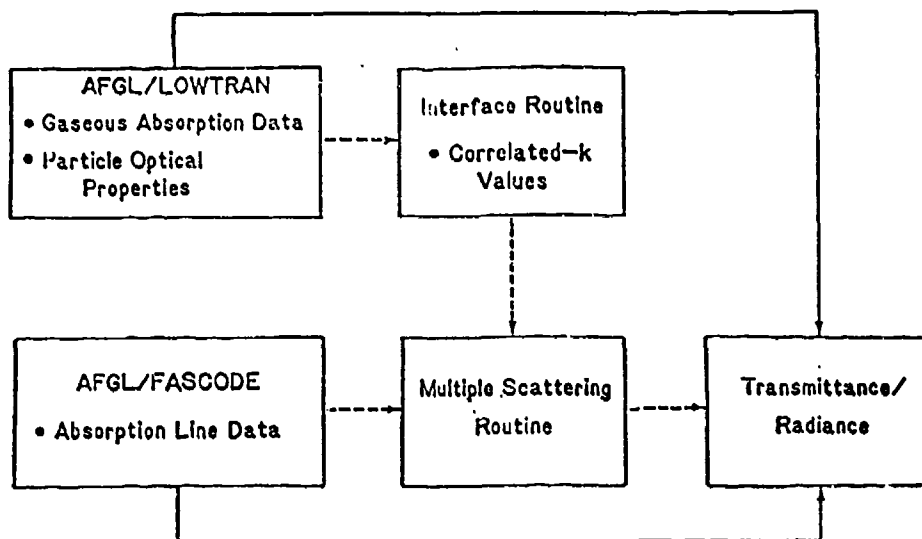 AFGL/LOWTRAN
• Gaseous Absorption Data
• Particle Optical
Properties
Interface Routine
• Correlated-k
Values
AFGL/FASCODE
• Absorption Line Data
Multiple Scattering
Routine
Transmittance/
Radiance